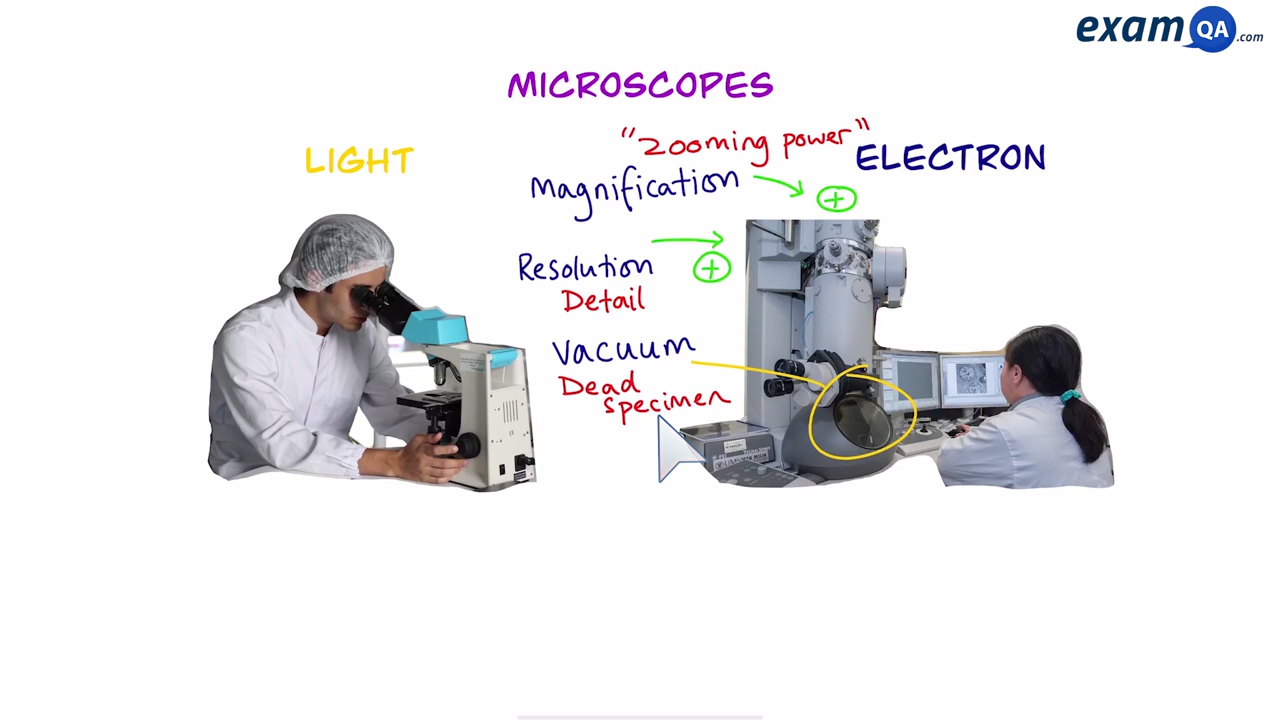 examQA.com
MICROSCOPES
"Zooming power"
LIGHT
ELECTRON
Magnification
+
Resolution
+
Detail
Vacuum
Dead
specimen